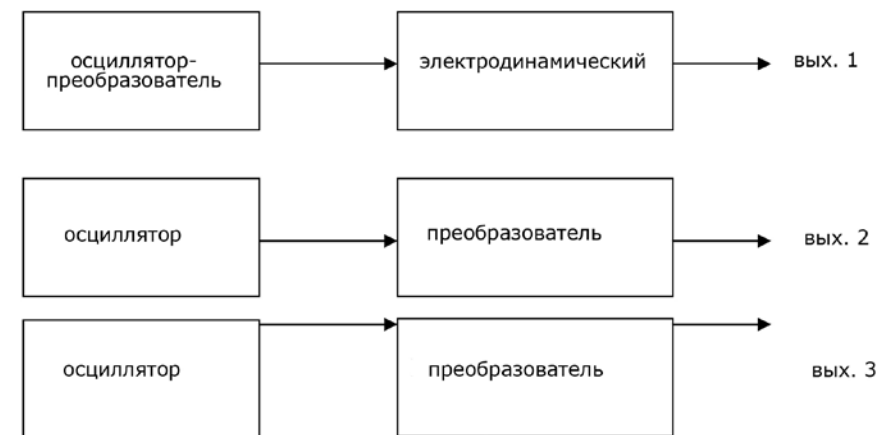 осциллятор-
преобразователь
электродинамический
вых. 1
осциллятор
преобразователь
вых. 2
осциллятор
преобразователь
вых. 3